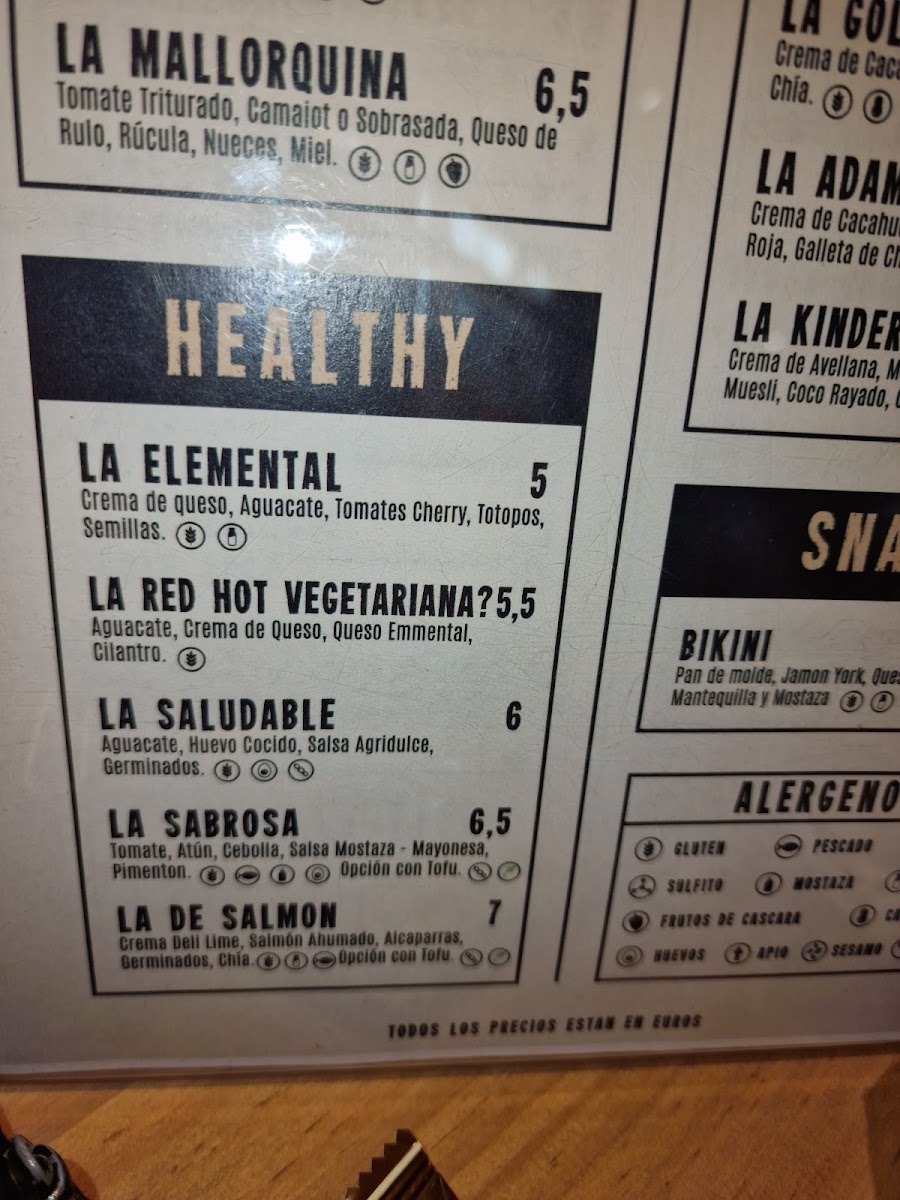 LA MALLORQUINA 6,5
Tomate Triturado, Camaiot o Sobrasada, Queso de
Rulo, Rúcula, Nueces, Miel.
HEALTHY
LA ELEMENTAL 5
Crema de queso, Aguacate, Tomates Cherry, Totopos,
Semillas.
LA RED HOT VEGETARIANA? 5,5
Aguacate, Crema de Queso, Queso Emmental,
Cilantro.
LA SALUDABLE 6
Aguacate, Huevo Cocido, Salsa Agridulce,
Germinados.
LA SABROSA 6,5
Tomate, Atún, Cebolla, Salsa Mostaza - Mayonesa,
Pimenton. Opción con Tofu.
LA DE SALMON 7
Crema Deli Lime, Salmón Ahumado, Alcaparras,
Germinados, Chía. Opción con Tofu.
LA
Crema de
Chía.
LA
Crema de
Roja, Galleta de
LA KINDER
Crema de Avellana,
Muesli, Coco Rayado,
BIKINI
Pan de molde, Jamon York,
Mantequilla y Mostaza
GLUTEN PESCADO
SULFITO MOSTAZA
FRUTOS DE CASCARA
HUEVOS APIO SESAMO
TODOS LOS PRECIOS ESTAN EN EUROS